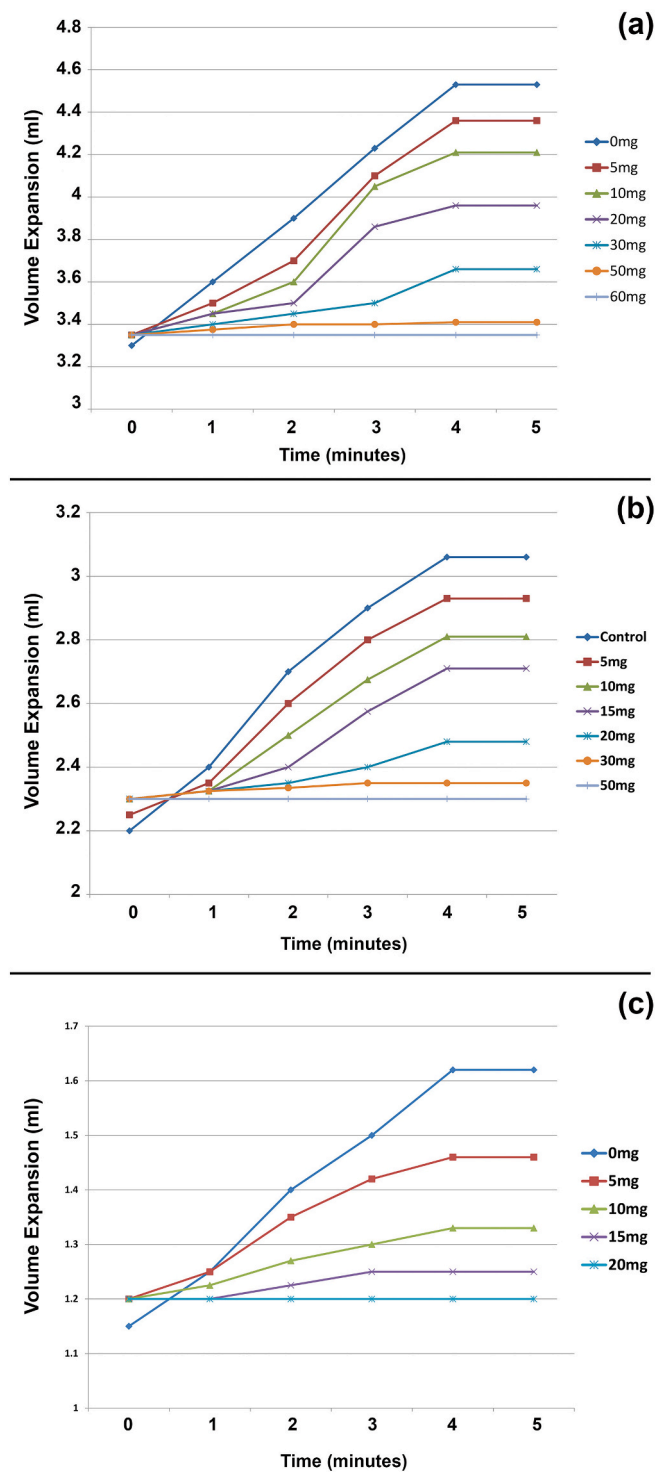 (a)
4.8
4.6
4.4
4.2
4
3.8
3.6
3.4
3.2
3
Volume Expansion (ml)
0 1 2 3 4 5
Time (minutes)
0mg
5mg
10mg
20mg
30mg
50mg
60mg
(b)
3.2
3
2.8
2.6
2.4
2.2
2
Volume Expansion (ml)
0 1 2 3 4 5
Time (minutes)
Control
5mg
10mg
15mg
20mg
30mg
50mg
(c)
1.7
1.6
1.5
1.4
1.3
1.2
1.1
1
Volume Expansion (ml)
0 1 2 3 4 5
Time (minutes)
0mg
5mg
10mg
15mg
20mg